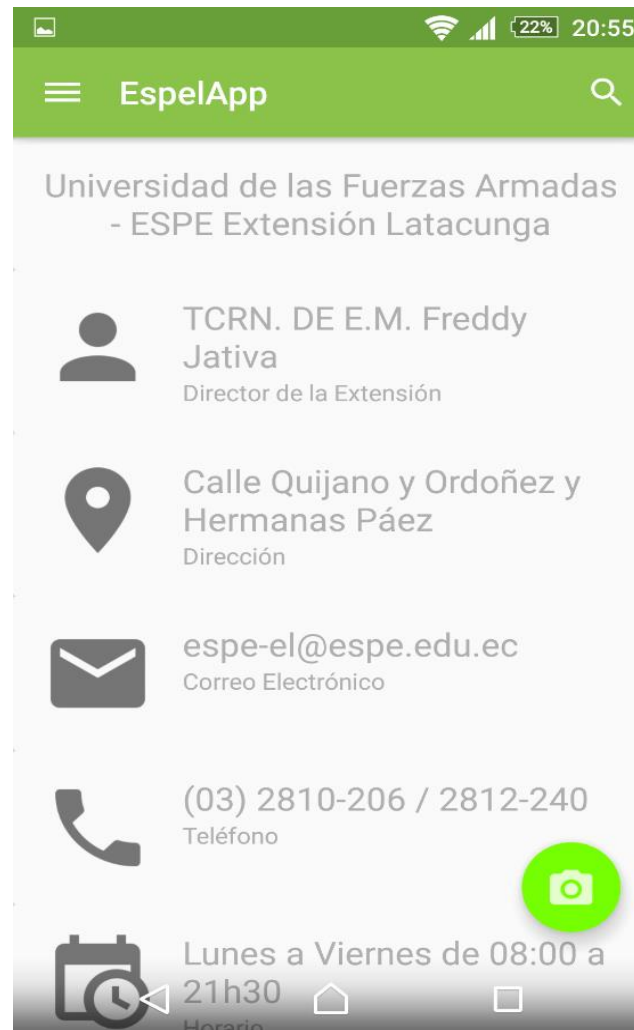 22% 20:55
EspelApp
Universidad de las Fuerzas Armadas
- ESPE Extensión Latacunga
TCRN. DE E.M. Freddy
Jativa
Director de la Extensión
Calle Quijano y Ordoñez y
Hermanas Páez
Dirección
espe-el@espe.edu.ec
Correo Electrónico
(03) 2810-206 / 2812-240
Teléfono
Lunes a Viernes de 08:00 a
21h30
Horario